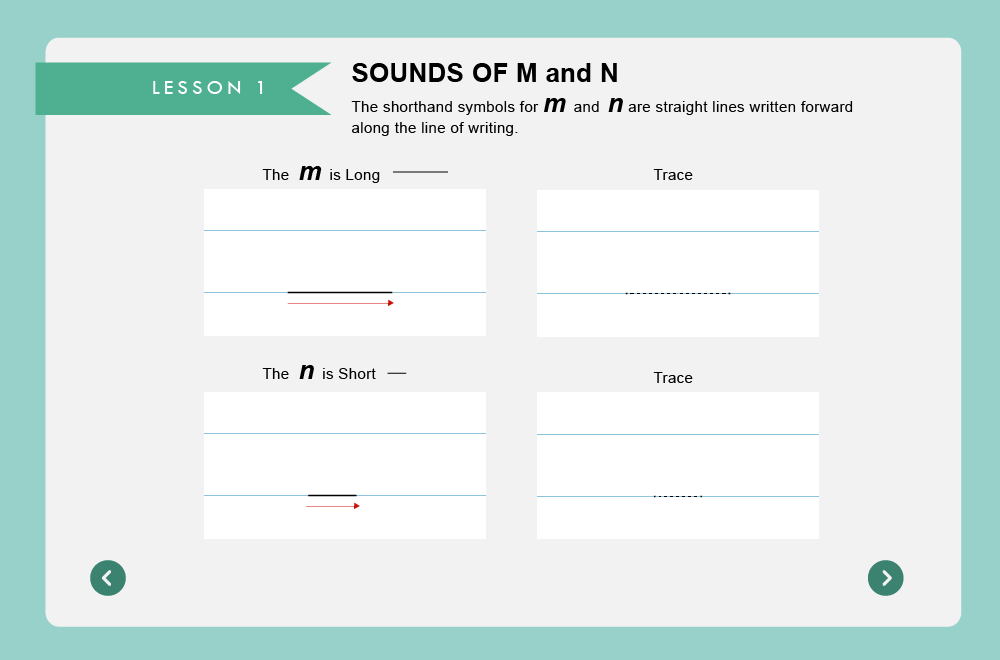 LESSON 1
SOUNDS OF M and N
The shorthand symbols for m and n are straight lines written forward
along the line of writing.
The m is Long
Trace
The n is Short
Trace